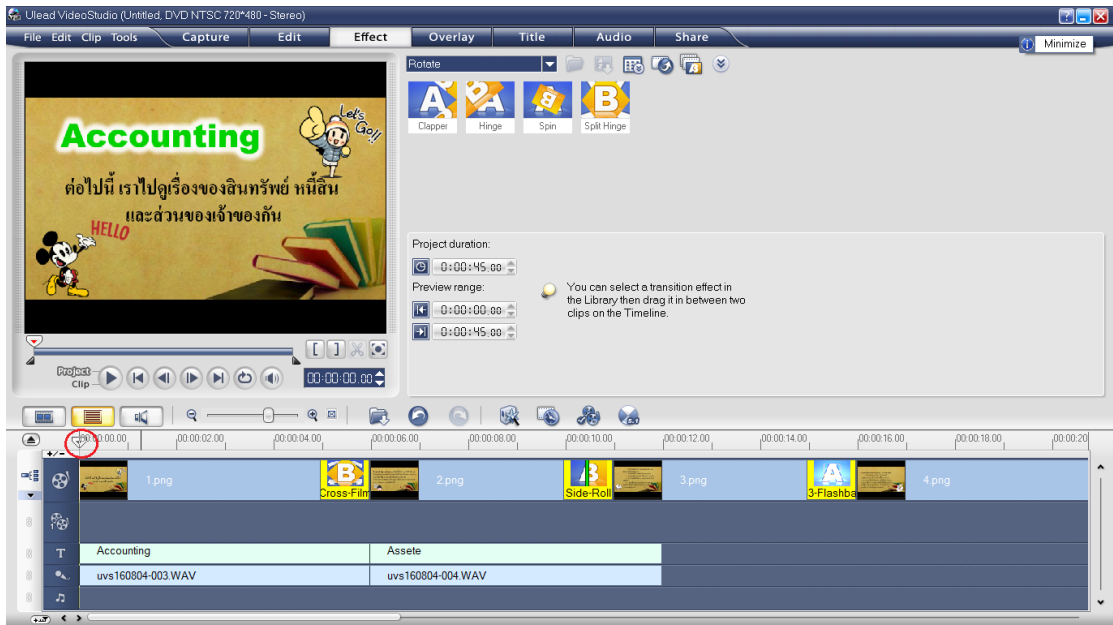 Ulead VideoStudio (Untitled, DVD NTSC 720*480 - Stereo)
File Edit Clip Tools Capture Edit Effect Overlay Title Audio Share
Minimize
Rotate
Clapper Hinge Spin Split Hinge
Let's Go!!
Accounting
ต่อไปนี้ เราไปดูเรื่องของสินทรัพย์ หนี้สิน
และส่วนของเจ้าของกัน
HELLO
Project duration:
0:00:45.00
Preview range:
0:00:00.00
0:00:45.00
You can select a transition effect in
the Library then drag it in between two
clips on the Timeline.
Project
Clip
00:00:00.00
00:00:00.00 00:00:02.00 00:00:04.00 00:00:06.00 00:00:08.00 00:00:10.00 00:00:12.00 00:00:14.00 00:00:16.00 00:00:18.00 00:00:20
+/-
1.png Cross-Film 2.png Side-Roll 3.png 3-Flashba 4.png
T Accounting Assete
uvs160804-003.WAV uvs160804-004.WAV